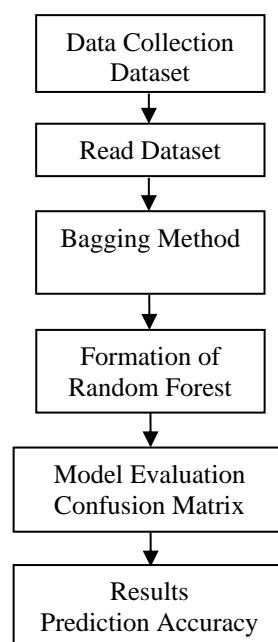 Data Collection
Dataset
Read Dataset
Bagging Method
Formation of
Random Forest
Model Evaluation
Confusion Matrix
Results
Prediction Accuracy